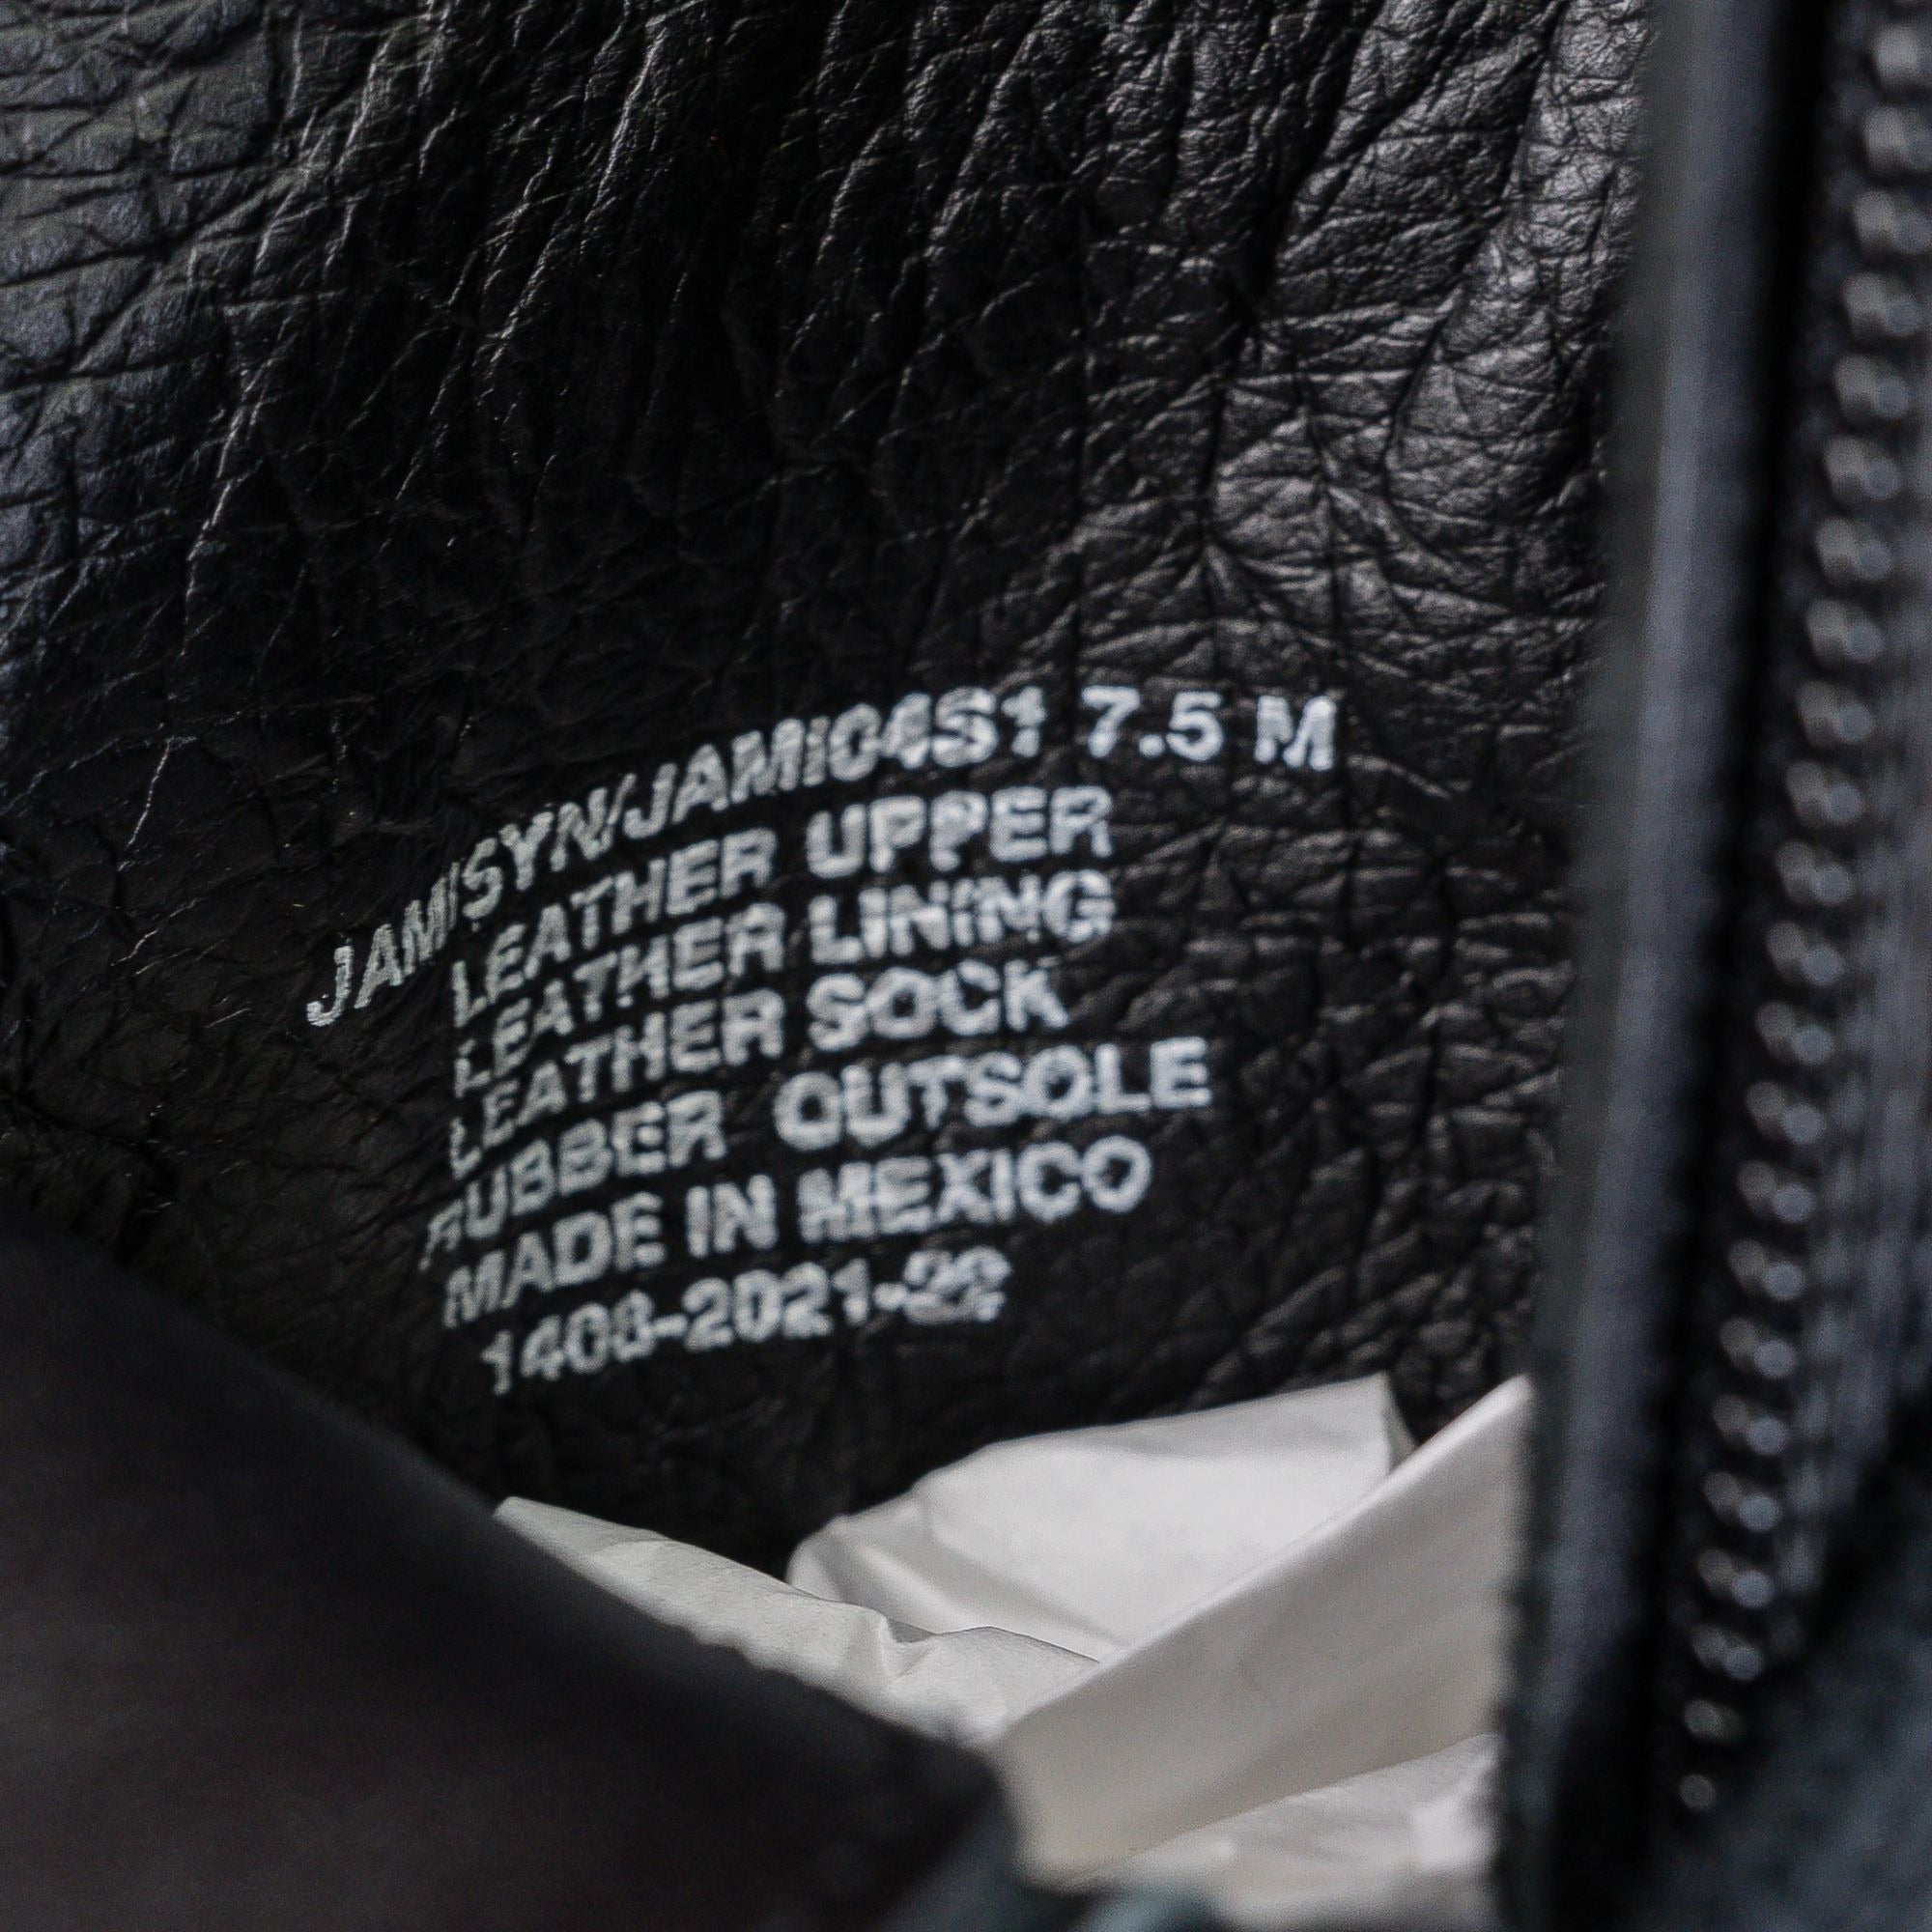 JAMISYN/JAMI04S1 7.5 M
LEATHER UPPER
LEATHER LINING
LEATHER SOCK
RUBBER OUTSOLE
MADE IN MEXICO
1408-2021-22